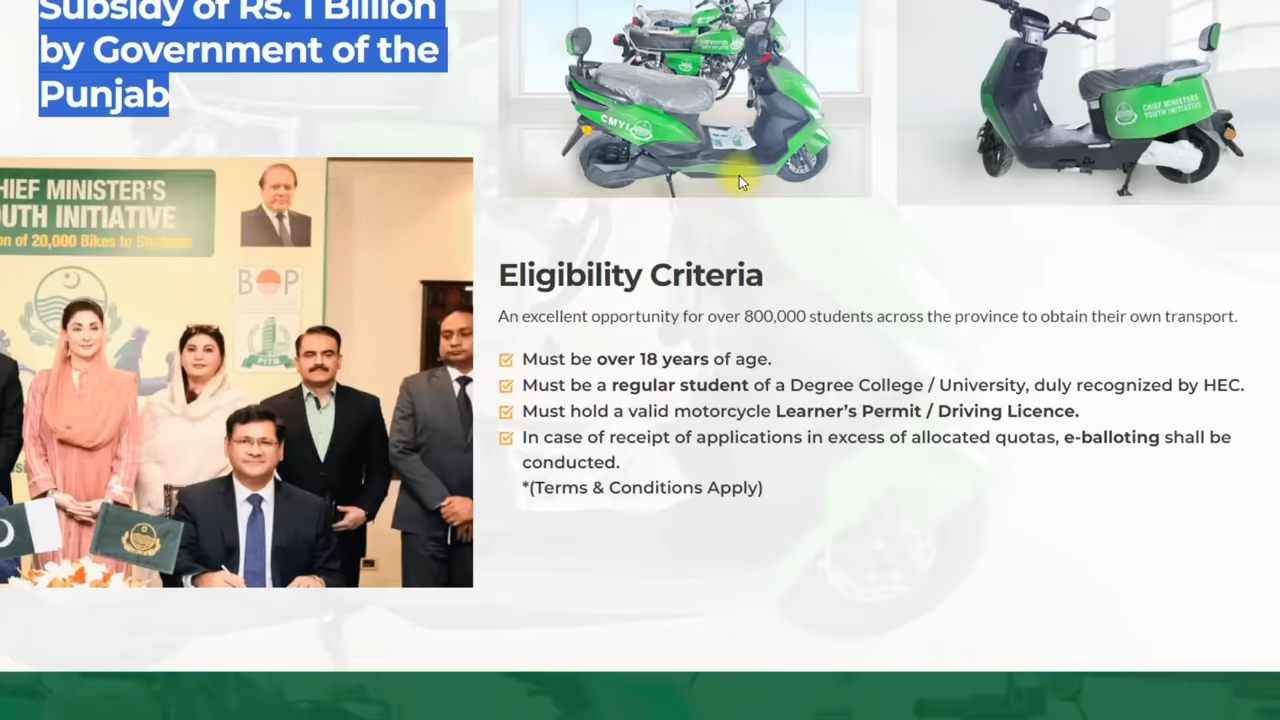 Subsidy of Rs. 1 Billion
by Government of the
Punjab
CMYI
CHIEF MINISTERS
YOUTH INITIATIVE
HIEF MINISTER'S
OUTH INITIATIVE
on of 20,000 Bikes to Students
BOP
PITB
Eligibility Criteria
An excellent opportunity for over 800,000 students across the province to obtain their own transport.
Must be over 18 years of age.
Must be a regular student of a Degree College / University, duly recognized by HEC.
Must hold a valid motorcycle Learner's Permit / Driving Licence.
In case of receipt of applications in excess of allocated quotas, e-balloting shall be
conducted.
*(Terms & Conditions Apply)